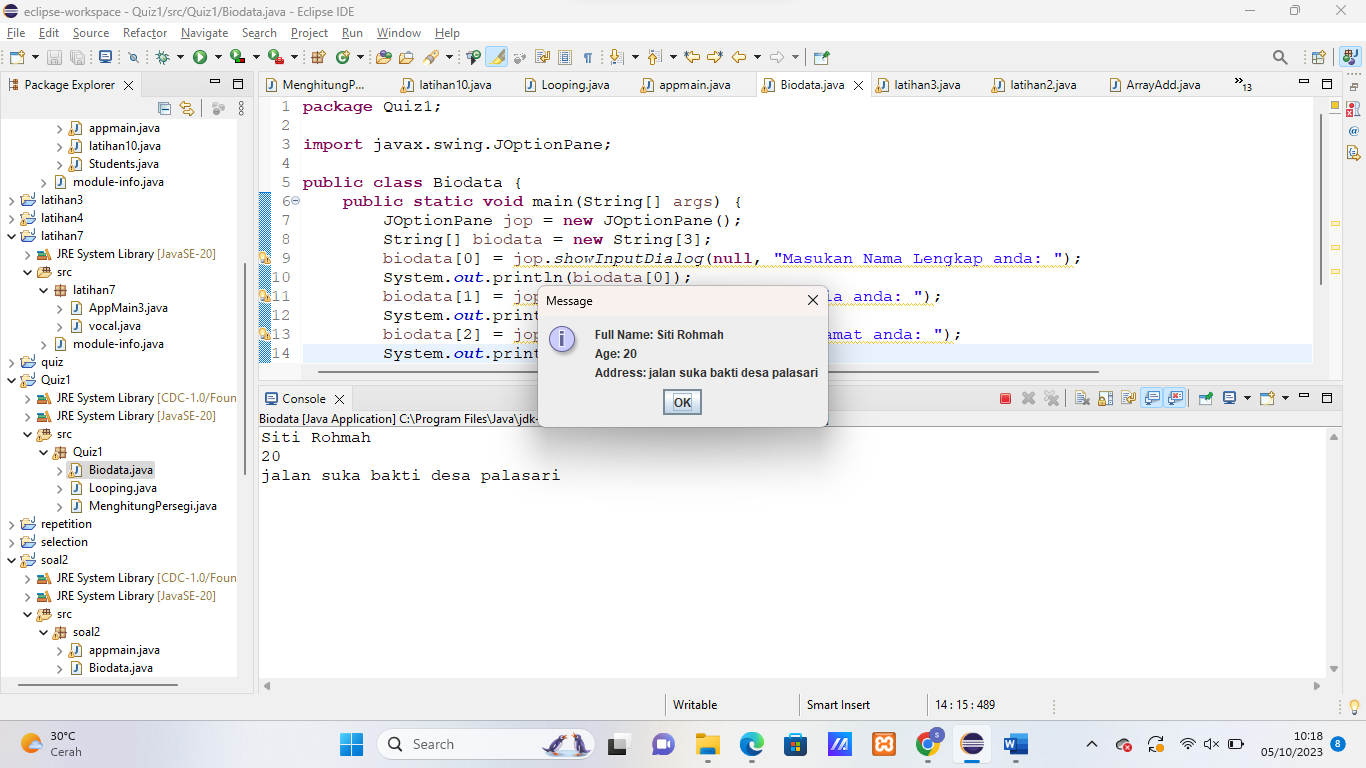 eclipse-workspace - Quiz1/src/Quiz1/Biodata.java - Eclipse IDE
File Edit Source Refactor Navigate Search Project Run Window Help
Package Explorer
appmain.java
latihan10.java
Students.java
module-info.java
latihan3
latihan4
latihan7
JRE System Library [JavaSE-20]
src
latihan7
AppMain3.java
vocal.java
module-info.java
quiz
Quiz1
JRE System Library [CDC-1.0/Foun
JRE System Library [JavaSE-20]
src
Quiz1
Biodata.java
Looping.java
MenghitungPersegi.java
repetition
selection
soal2
JRE System Library [CDC-1.0/Foun
JRE System Library [JavaSE-20]
src
soal2
appmain.java
Biodata.java
MenghitungP... latihan10.java Looping.java appmain.java Biodata.java latihan3.java latihan2.java ArrayAdd.java »13
1 package Quiz1;
2
3 import javax.swing.JOptionPane;
4
5 public class Biodata {
6 public static void main(String[] args) {
7 JOptionPane jop = new JOptionPane();
8 String[] biodata = new String[3];
9 biodata[0] = jop.showInputDialog(null, "Masukan Nama Lengkap anda: ");
10 System.out.println(biodata[0]);
11 biodata[1] = jop ia anda: ");
12 System.out.print
13 biodata[2] = jop amat anda: ");
14 System.out.print
Message
Full Name: Siti Rohmah
Age: 20
Address: jalan suka bakti desa palasari
OK
Console
Biodata [Java Application] C:\Program Files\Java\jdk-
Siti Rohmah
20
jalan suka bakti desa palasari
Writable Smart Insert 14 : 15 : 489
30°C
Cerah
Search
S
10:18
05/10/2023
8